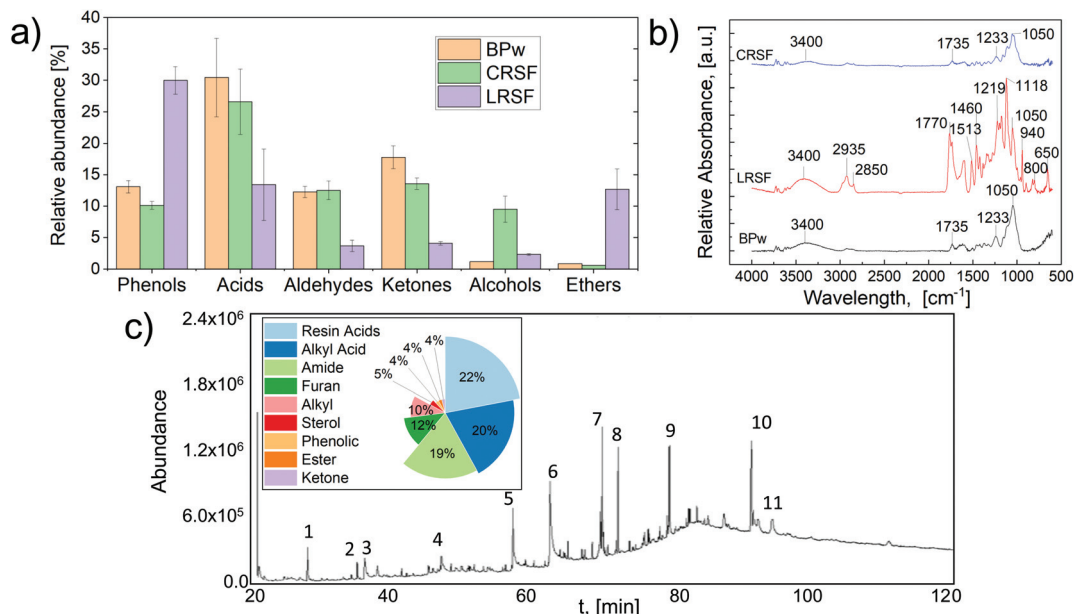 a)
Relative abundance [%]
40
35
30
25
20
15
10
5
0
BPw
CRSF
LRSF
Phenols Acids Aldehydes Ketones Alcohols Ethers
b)
Relative Absorbance, [a.u.]
CRSF
3400
1735 1233 1050
LRSF
3400
2935
2850
1770
1513
1460
1219
1118
1050
940
800
650
BPw
3400
1735
1233
1050
4000 3500 3000 2500 2000 1500 1000 500
Wavelength, [cm⁻¹]
c)
Abundance
2.4x10⁶
1.8x10⁶
1.2x10⁶
6.0x10⁵
0.0
Resin Acids
Alkyl Acid
Amide
Furan
Alkyl
Sterol
Phenolic
Ester
Ketone
22%
20%
19%
12%
10%
5%
4%
4%
4%
1 2 3 4 5 6 7 8 9 10 11
20 40 60 80 100 120
t, [min]